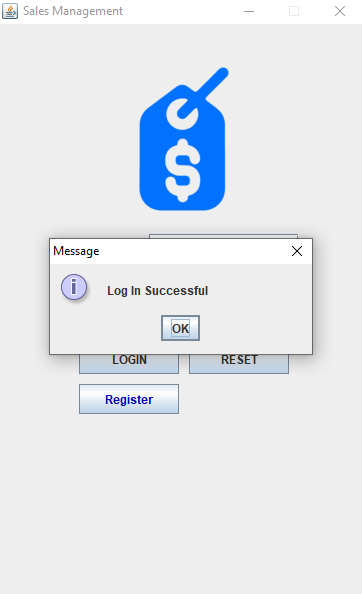 Sales Management
$
Message
i Log In Successful
OK
LOGIN RESET
Register